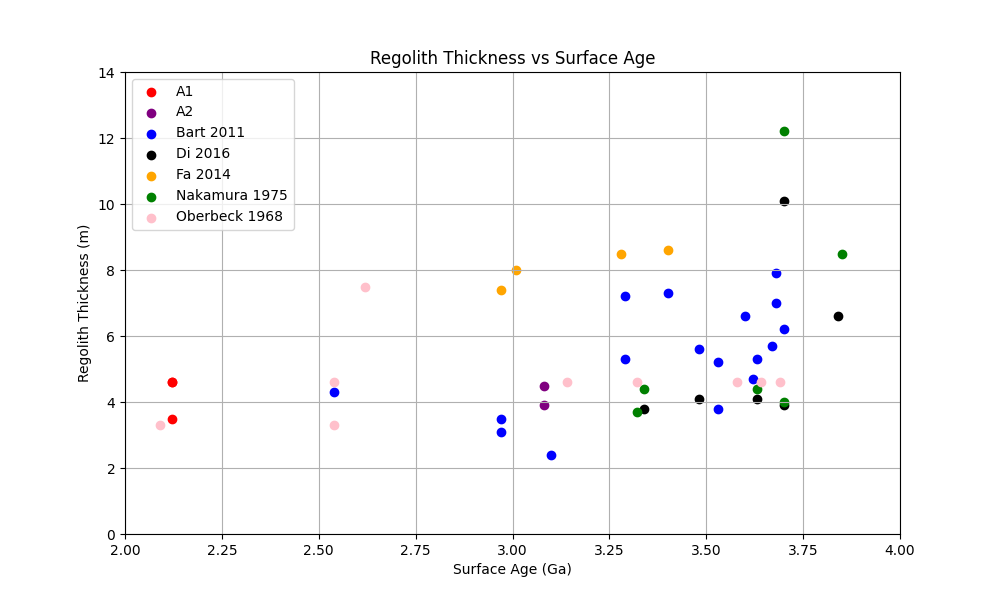 Regolith Thickness vs Surface Age
A1
A2
Bart 2011
Di 2016
Fa 2014
Nakamura 1975
Oberbeck 1968
Regolith Thickness (m)
14
12
10
8
6
4
2
0
2.00 2.25 2.50 2.75 3.00 3.25 3.50 3.75 4.00
Surface Age (Ga)